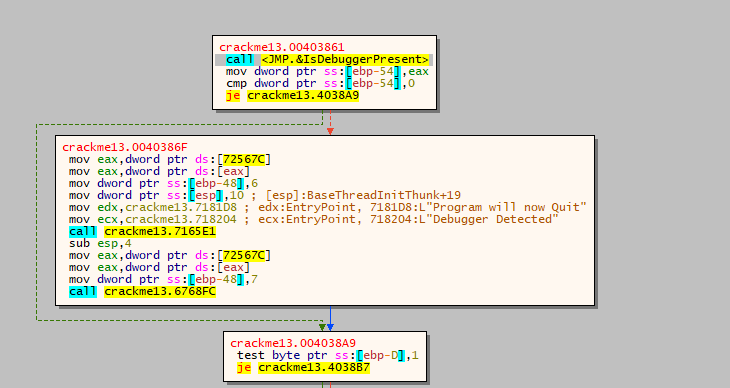 crackme13.00403861
call <JMP.&IsDebuggerPresent>
mov dword ptr ss:[ebp-54],eax
cmp dword ptr ss:[ebp-54],0
je crackme13.4038A9
crackme13.0040386F
mov eax,dword ptr ds:[72567C]
mov eax,dword ptr ds:[eax]
mov dword ptr ss:[ebp-48],6
mov dword ptr ss:[esp],10 ; [esp]:BaseThreadInitThunk+19
mov edx,crackme13.7181D8 ; edx:EntryPoint, 7181D8:L"Program will now Quit"
mov ecx,crackme13.718204 ; ecx:EntryPoint, 718204:L"Debugger Detected"
call crackme13.7165E1
sub esp,4
mov eax,dword ptr ds:[72567C]
mov eax,dword ptr ds:[eax]
mov dword ptr ss:[ebp-48],7
call crackme13.6768FC
crackme13.004038A9
test byte ptr ss:[ebp-D],1
je crackme13.4038B7